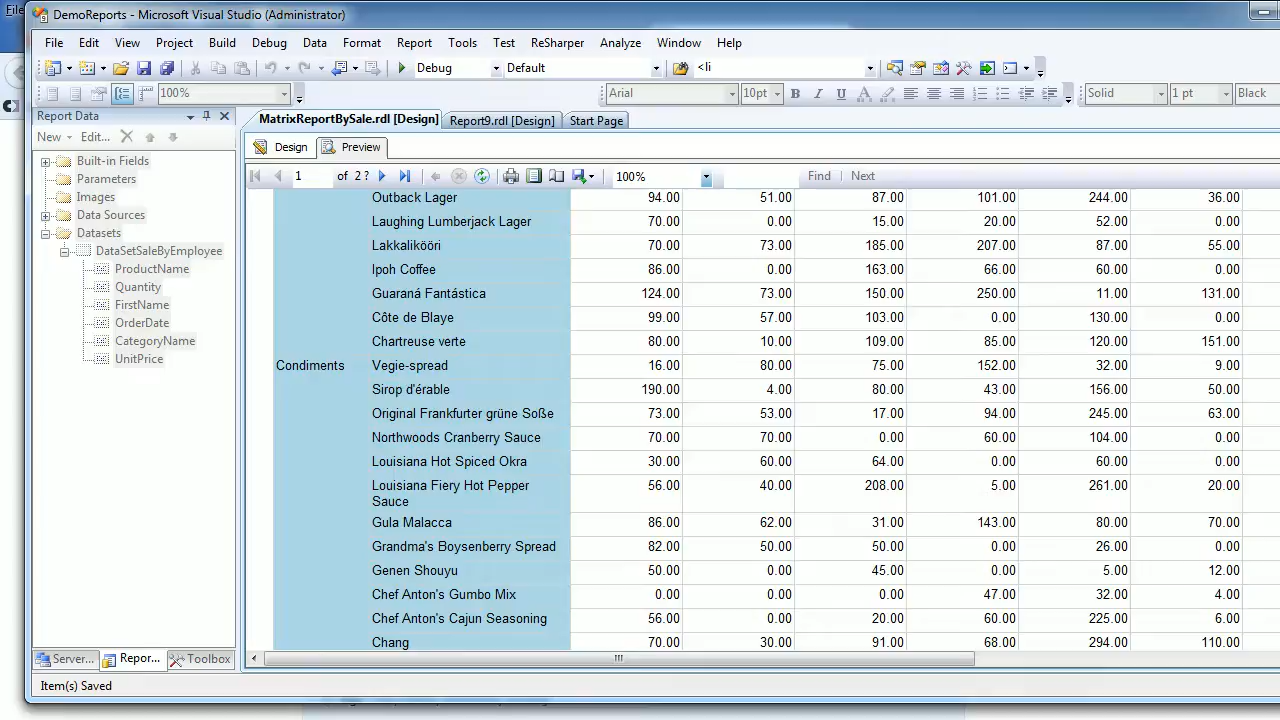 File
DemoReports - Microsoft Visual Studio (Administrator)
File Edit View Project Build Debug Data Format Report Tools Test ReSharper Analyze Window Help
Debug Default <li
100% Arial 10pt B I U A Solid 1 pt Black
Report Data
MatrixReportBySale.rdl [Design] Report9.rdl [Design] Start Page
New Edit...
Design Preview
Built-in Fields
Parameters
Images
Data Sources
Datasets
DataSetSaleByEmployee
ProductName
Quantity
FirstName
OrderDate
CategoryName
UnitPrice
1 of 2 ? 100% Find Next
Outback Lager 94.00 51.00 87.00 101.00 244.00 36.00
Laughing Lumberjack Lager 70.00 0.00 15.00 20.00 52.00 0.00
Lakkalikööri 70.00 73.00 185.00 207.00 87.00 55.00
Ipoh Coffee 86.00 0.00 163.00 66.00 60.00 0.00
Guaraná Fantástica 124.00 73.00 150.00 250.00 11.00 131.00
Côte de Blaye 99.00 57.00 103.00 0.00 130.00 0.00
Chartreuse verte 80.00 10.00 109.00 85.00 120.00 151.00
Condiments Vegie-spread 16.00 80.00 75.00 152.00 32.00 9.00
Sirop d'érable 190.00 4.00 80.00 43.00 156.00 50.00
Original Frankfurter grüne Soße 73.00 53.00 17.00 94.00 245.00 63.00
Northwoods Cranberry Sauce 70.00 70.00 0.00 60.00 104.00 0.00
Louisiana Hot Spiced Okra 30.00 60.00 64.00 0.00 60.00 0.00
Louisiana Fiery Hot Pepper 56.00 40.00 208.00 5.00 261.00 20.00
Sauce
Gula Malacca 86.00 62.00 31.00 143.00 80.00 70.00
Grandma's Boysenberry Spread 82.00 50.00 50.00 0.00 26.00 0.00
Genen Shouyu 50.00 0.00 45.00 0.00 5.00 12.00
Chef Anton's Gumbo Mix 0.00 0.00 0.00 47.00 32.00 4.00
Chef Anton's Cajun Seasoning 56.00 0.00 20.00 60.00 225.00 6.00
Chang 70.00 30.00 91.00 68.00 294.00 110.00
Server... Repor... Toolbox
Item(s) Saved